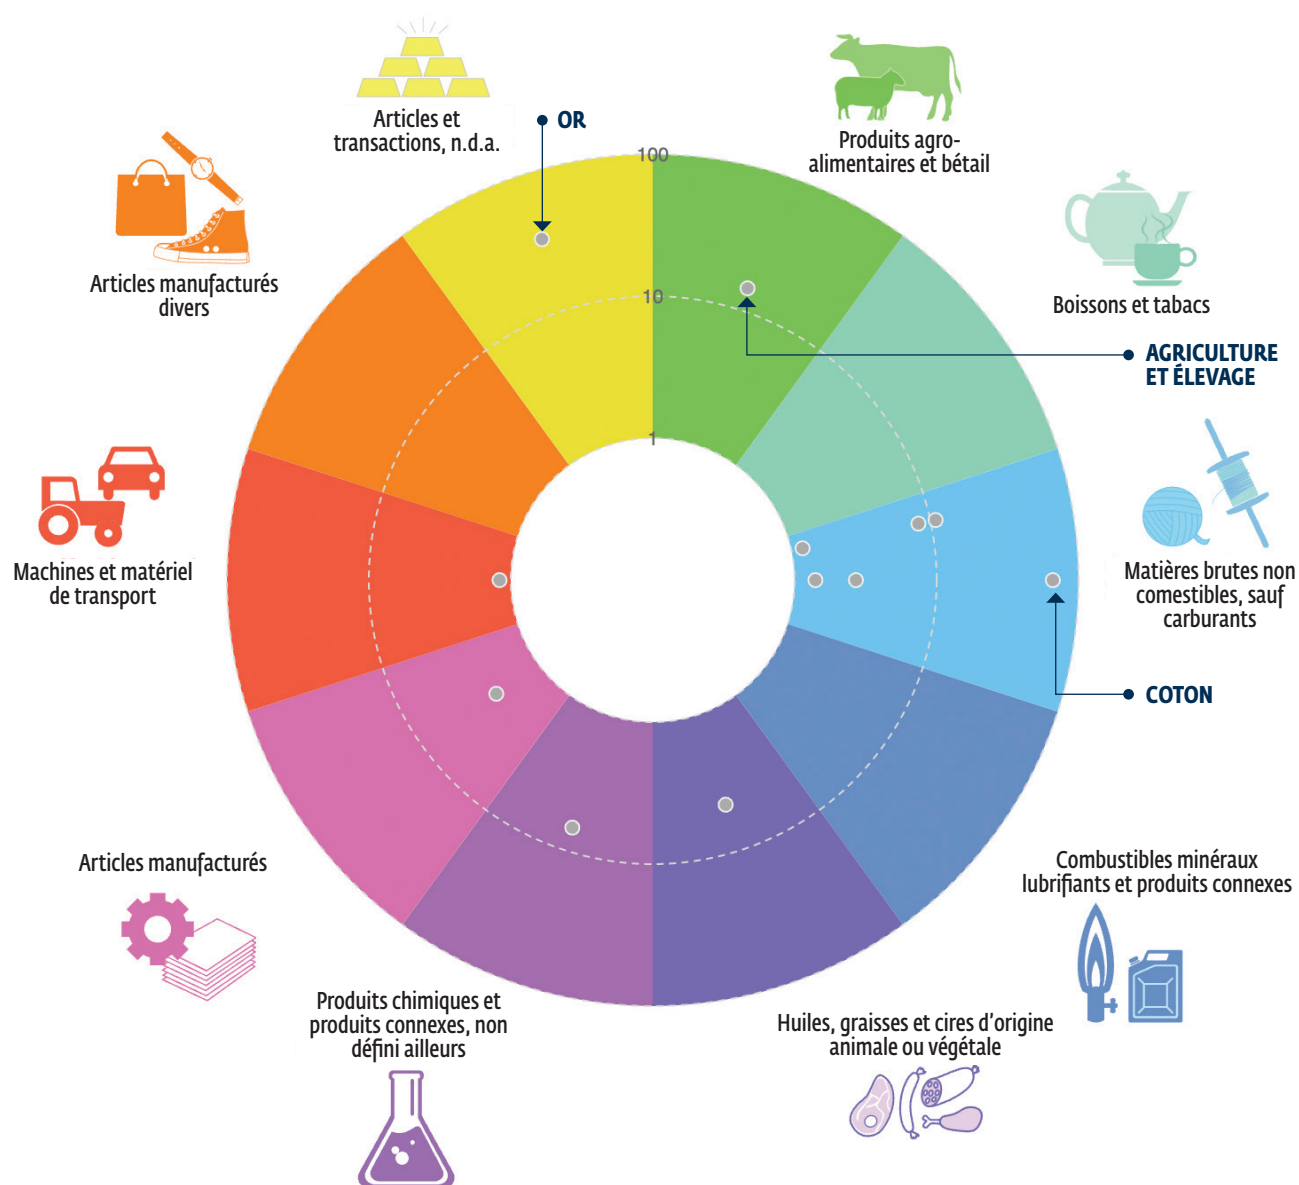 Articles et
transactions, n.d.a.
OR
Produits agro-
alimentaires et bétail
100
Articles manufacturés
divers
Boissons et tabacs
10
AGRICULTURE
ET ÉLEVAGE
1
Machines et matériel
de transport
Matières brutes non
comestibles, sauf
carburants
COTON
Articles manufacturés
Combustibles minéraux
lubrifiants et produits connexes
Produits chimiques et
produits connexes, non
défini ailleurs
Huiles, graisses et cires d’origine
animale ou végétale